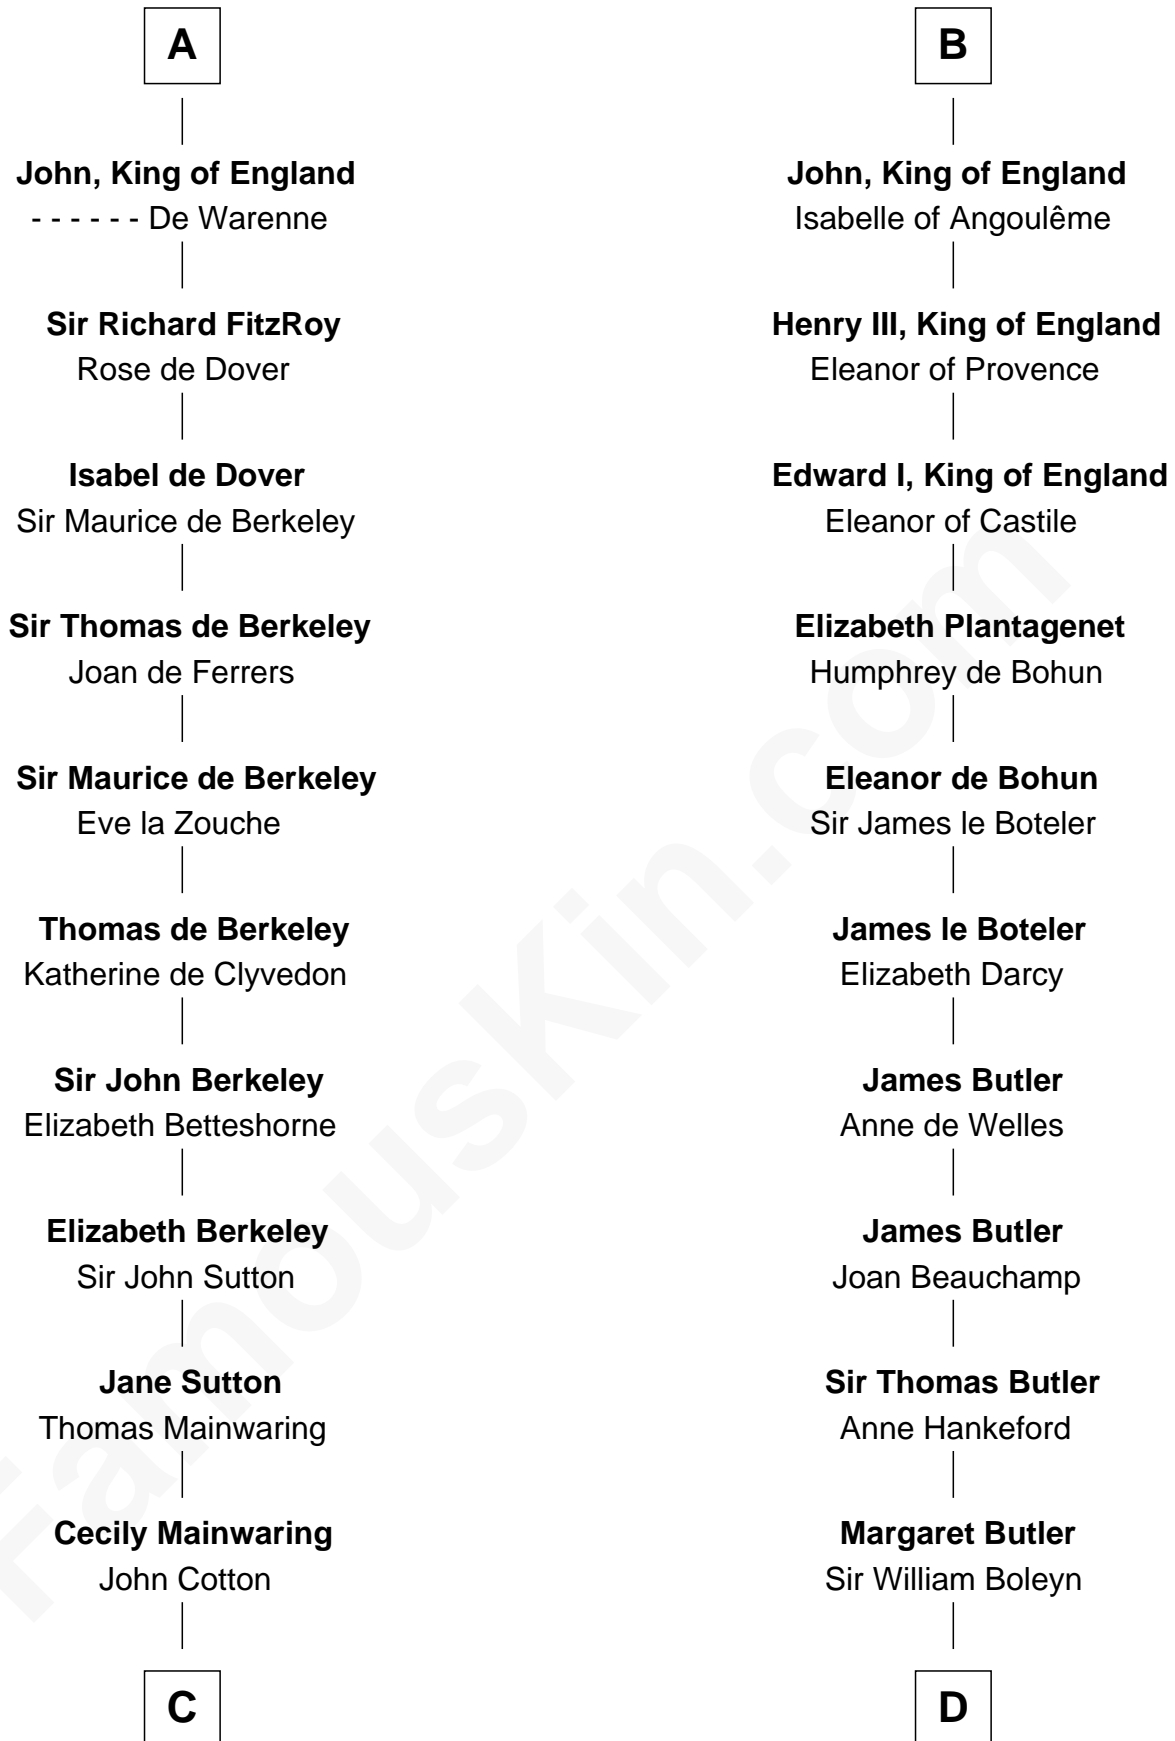 A
John, King of England
- - - - - - De Warenne
Sir Richard FitzRoy
Rose de Dover
Isabel de Dover
Sir Maurice de Berkeley
Sir Thomas de Berkeley
Joan de Ferrers
Sir Maurice de Berkeley
Eve la Zouche
Thomas de Berkeley
Katherine de Clyvedon
Sir John Berkeley
Elizabeth Betteshorne
Elizabeth Berkeley
Sir John Sutton
Jane Sutton
Thomas Mainwaring
Cecily Mainwaring
John Cotton
C
B
John, King of England
Isabelle of Angoulême
Henry III, King of England
Eleanor of Provence
Edward I, King of England
Eleanor of Castile
Elizabeth Plantagenet
Humphrey de Bohun
Eleanor de Bohun
Sir James le Boteler
James le Boteler
Elizabeth Darcy
James Butler
Anne de Welles
James Butler
Joan Beauchamp
Sir Thomas Butler
Anne Hankeford
Margaret Butler
Sir William Boleyn
D
FamousKin.com